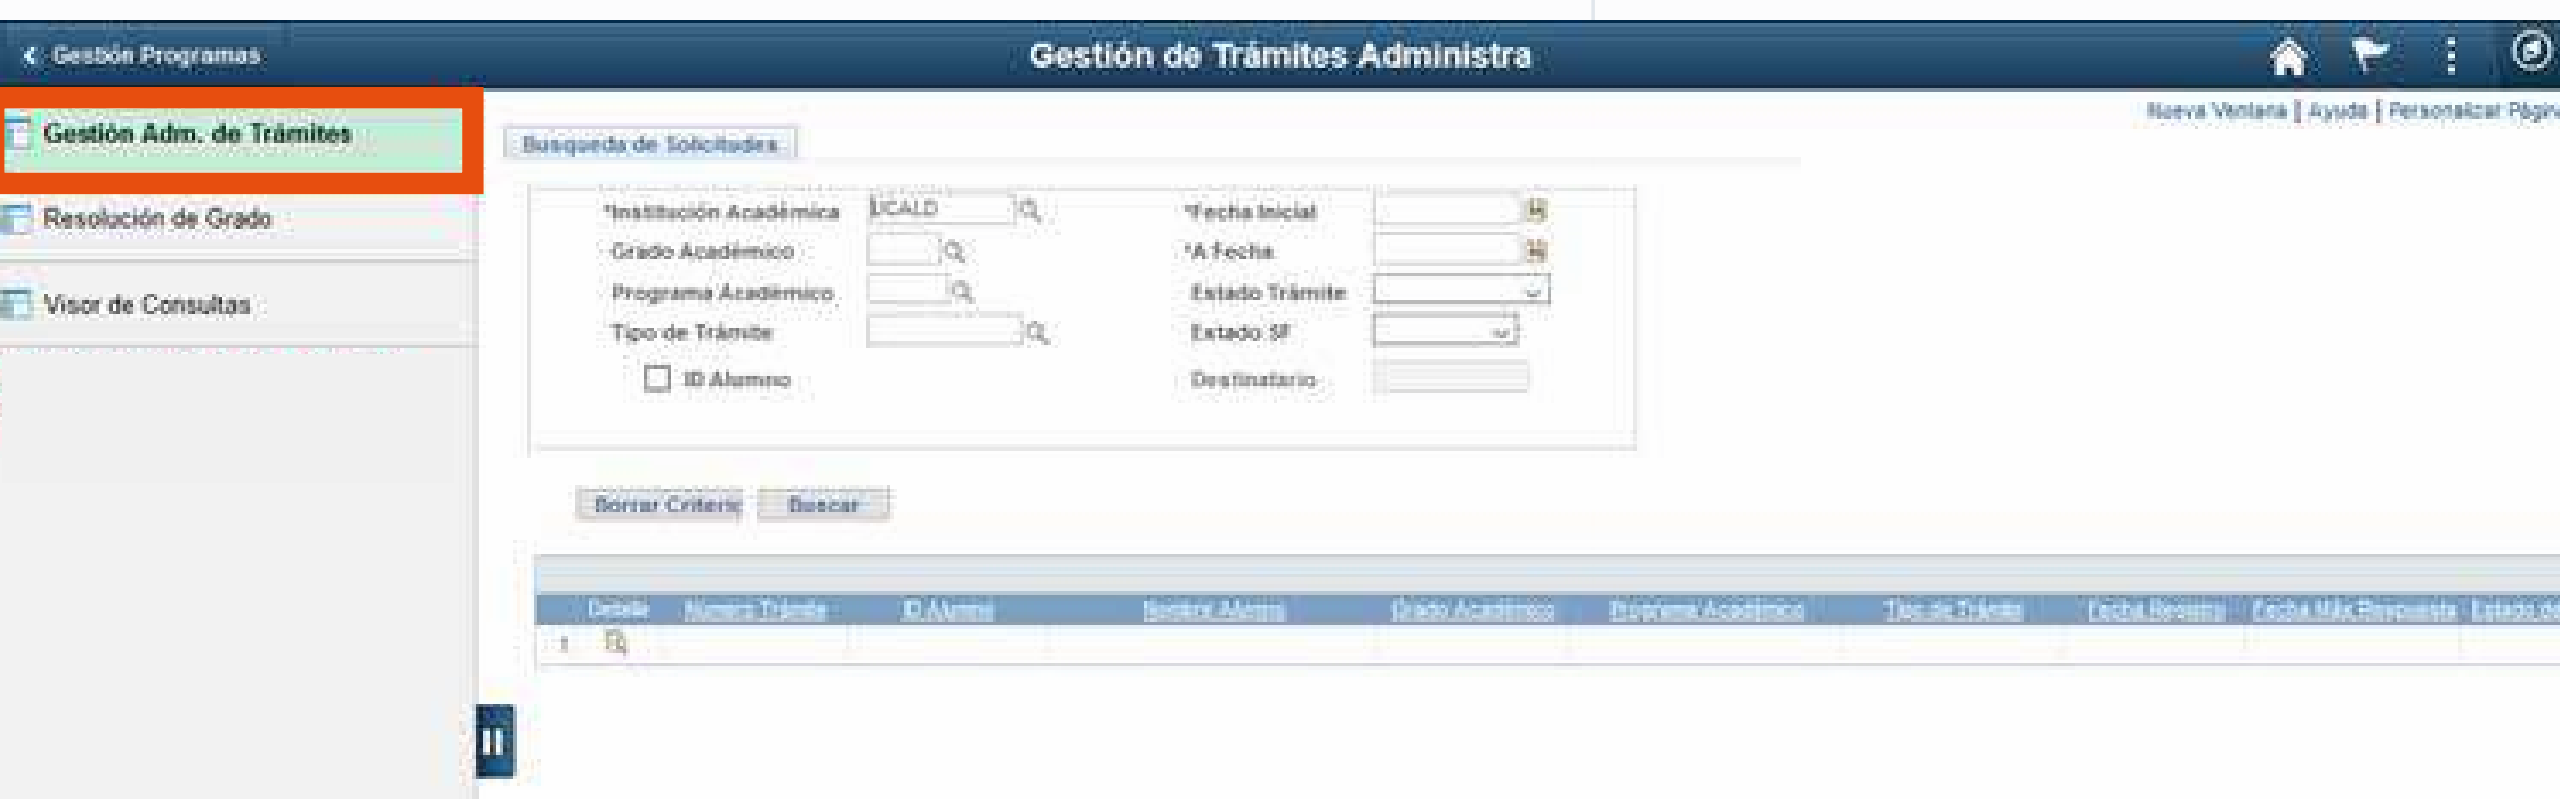 Gestión Programas
Gestión de Trámites Administra
Nueva Ventana | Ayuda | Personalizar Págin
Gestión Adm. de Trámites
Resolución de Grado
Visor de Consultas
Busqueda de Solicitudes
*Institución Académica UCALD *Fecha Inicial
Grado Académico *A Fecha
Programa Académico Estado Trámite
Tipo de Trámite Estado SF
ID Alumno Destinatario
Borrar Criterio Buscar
Detalle Número Trámite ID Alumno Nombre Alumno Grado Académico Programa Académico Tipo de Trámite Fecha Registro Fecha Máx Respuesta Estado de
1